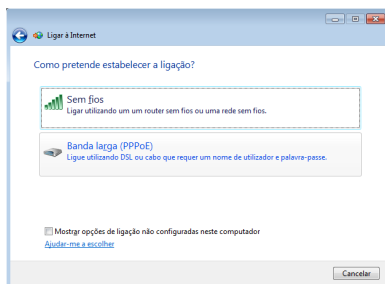 Ligar à Internet
Como pretende estabelecer a ligação?
Sem fios
Ligar utilizando um um router sem fios ou uma rede sem fios.
Banda larga (PPPoE)
Ligue utilizando DSL ou cabo que requer um nome de utilizador e palavra-passe.
Mostrar opções de ligação não configuradas neste computador
Ajudar-me a escolher
Cancelar